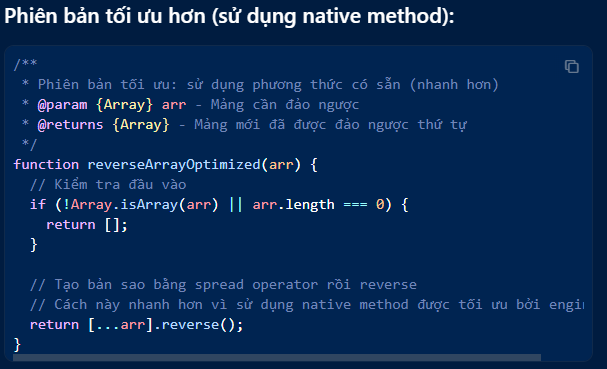 Phiên bản tối ưu hơn (sử dụng native method):
/**
 * Phiên bản tối ưu: sử dụng phương thức có sẵn (nhanh hơn)
 * @param {Array} arr - Mảng cần đảo ngược
 * @returns {Array} - Mảng mới đã được đảo ngược thứ tự
 */
function reverseArrayOptimized(arr) {
  // Kiểm tra đầu vào
  if (!Array.isArray(arr) || arr.length === 0) {
    return [];
  }

  // Tạo bản sao bằng spread operator rồi reverse
  // Cách này nhanh hơn vì sử dụng native method được tối ưu bởi engin
  return [...arr].reverse();
}